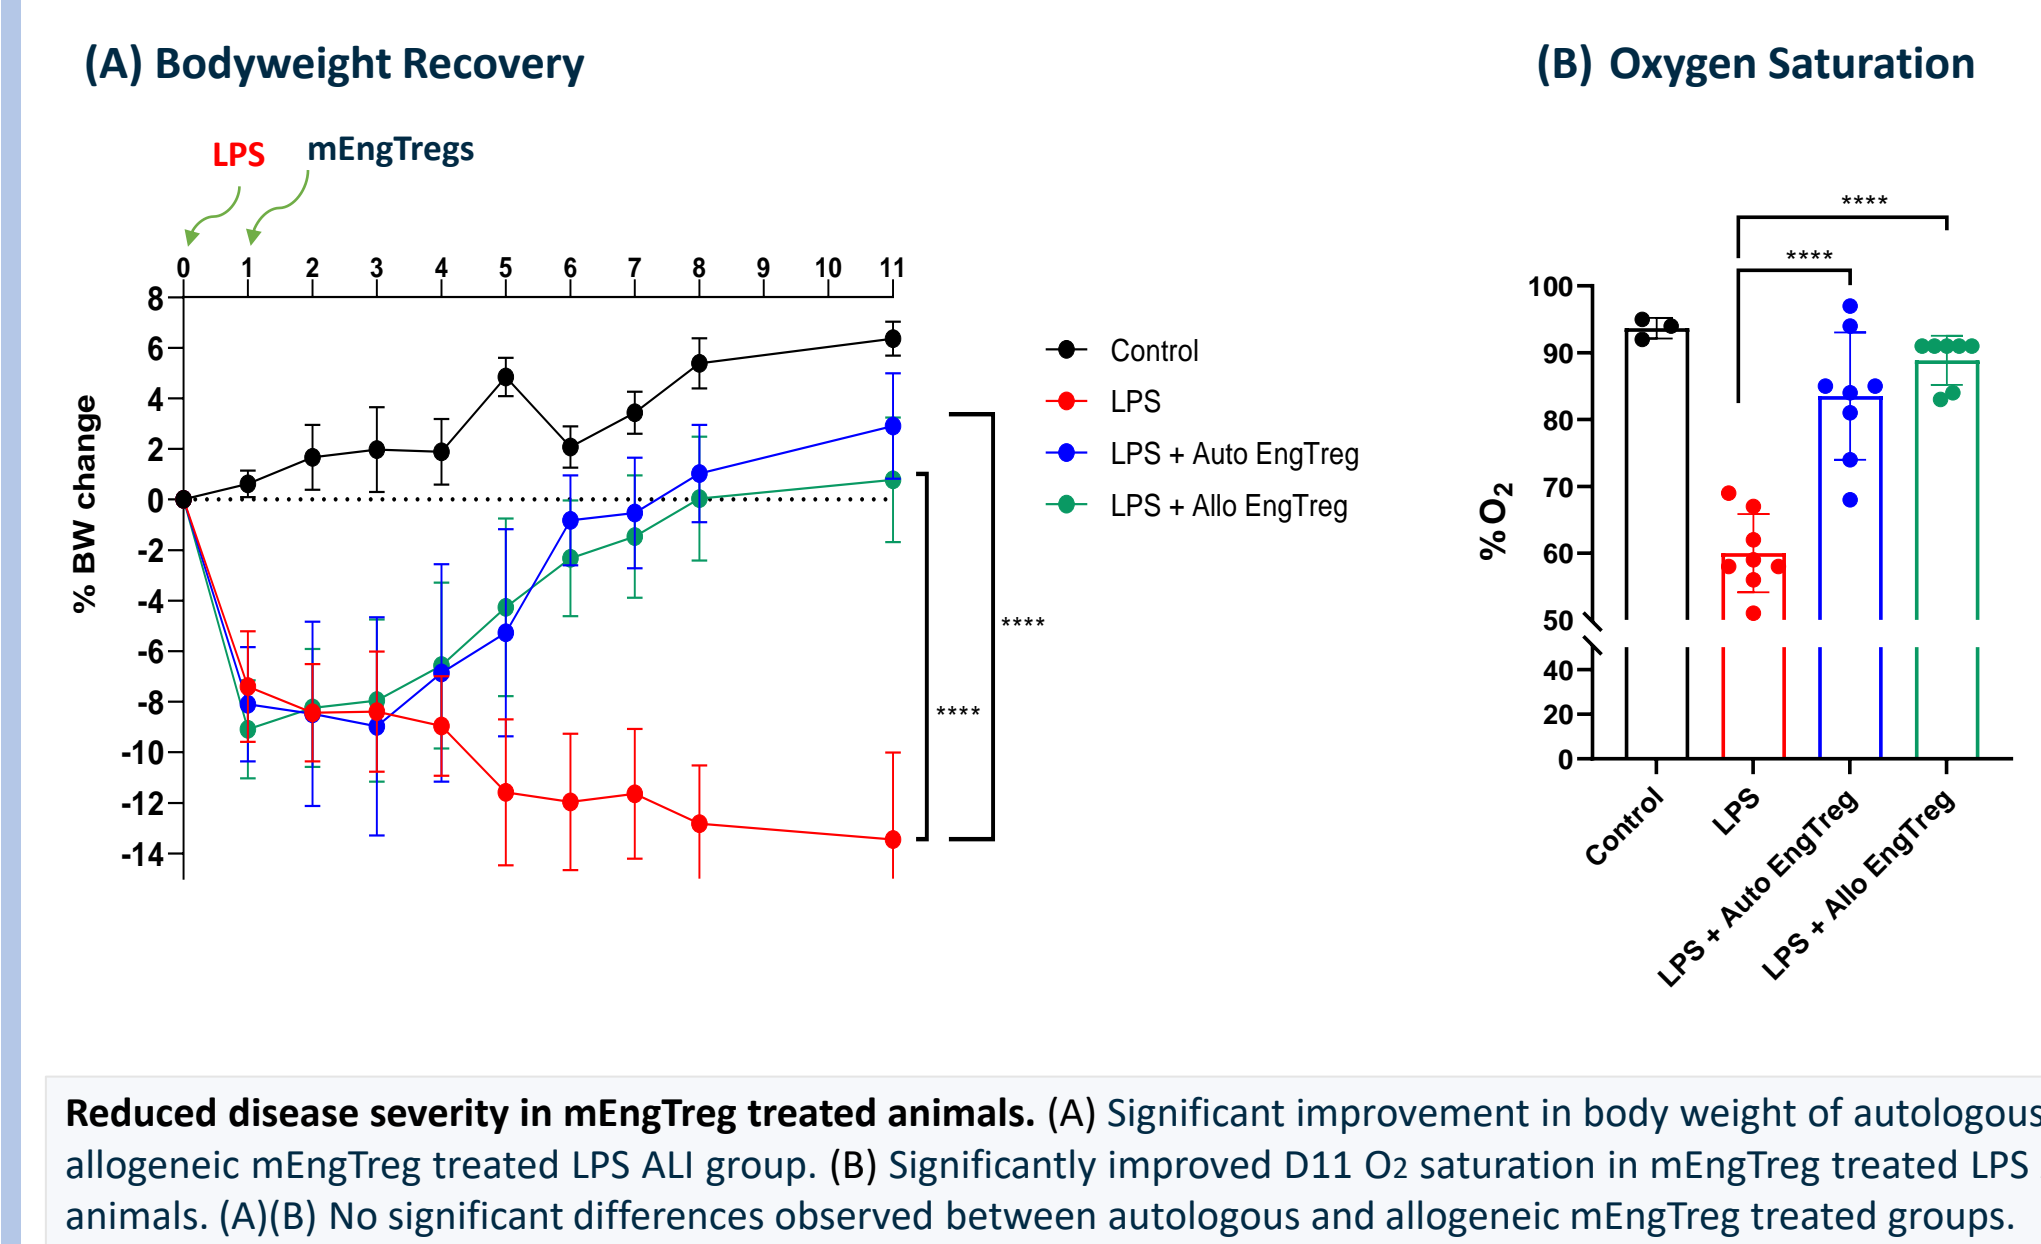 (A) Bodyweight Recovery
LPS
mEngTregs
0 1 2 3 4 5 6 7 8 9 10 11
8
6
4
2
0
-2
-4
-6
-8
-10
-12
-14
% BW change
****
****
Control
LPS
LPS + Auto EngTreg
LPS + Allo EngTreg
(B) Oxygen Saturation
****
****
100
90
80
70
60
50
40
20
0
% O2
Control
LPS
LPS + Auto EngTreg
LPS + Allo EngTreg
Reduced disease severity in mEngTreg treated animals. (A) Significant improvement in body weight of autologous
allogeneic mEngTreg treated LPS ALI group. (B) Significantly improved D11 O2 saturation in mEngTreg treated LPS
animals. (A)(B) No significant differences observed between autologous and allogeneic mEngTreg treated groups.